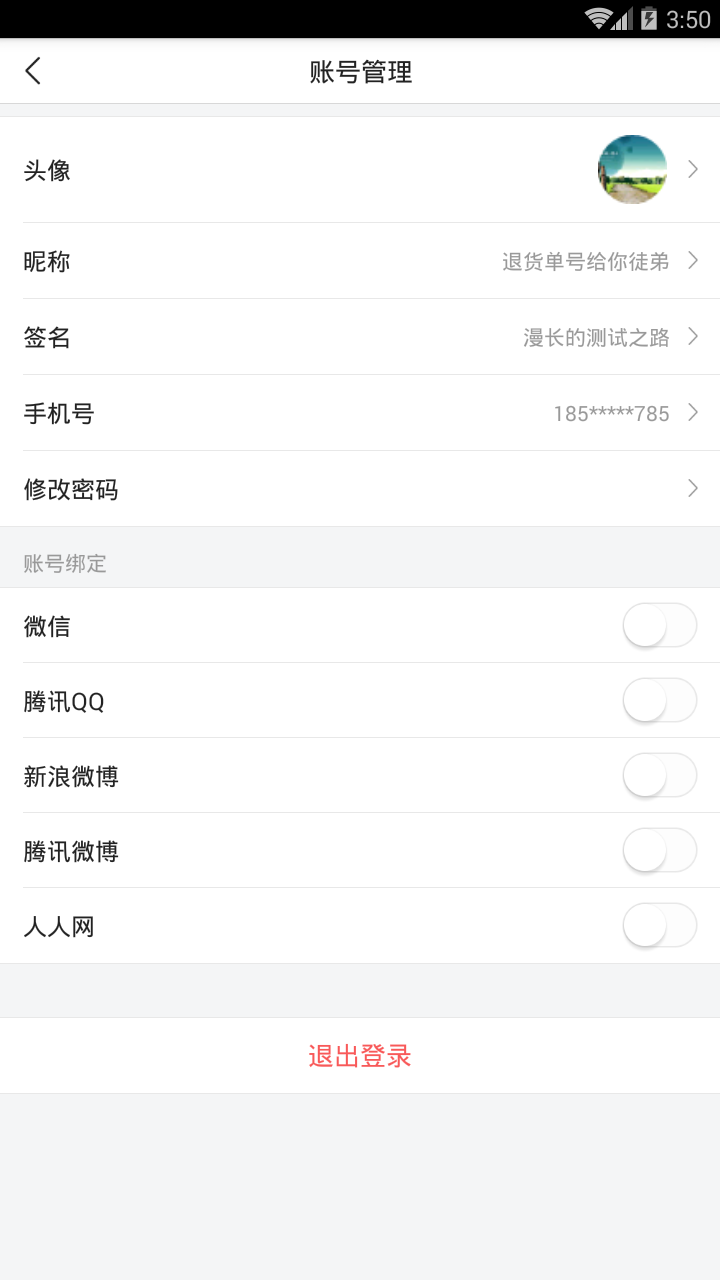 3:50
账号管理
头像
昵称 退货单号给你徒弟
签名 漫长的测试之路
手机号 185*****785
修改密码
账号绑定
微信
腾讯QQ
新浪微博
腾讯微博
人人网
退出登录